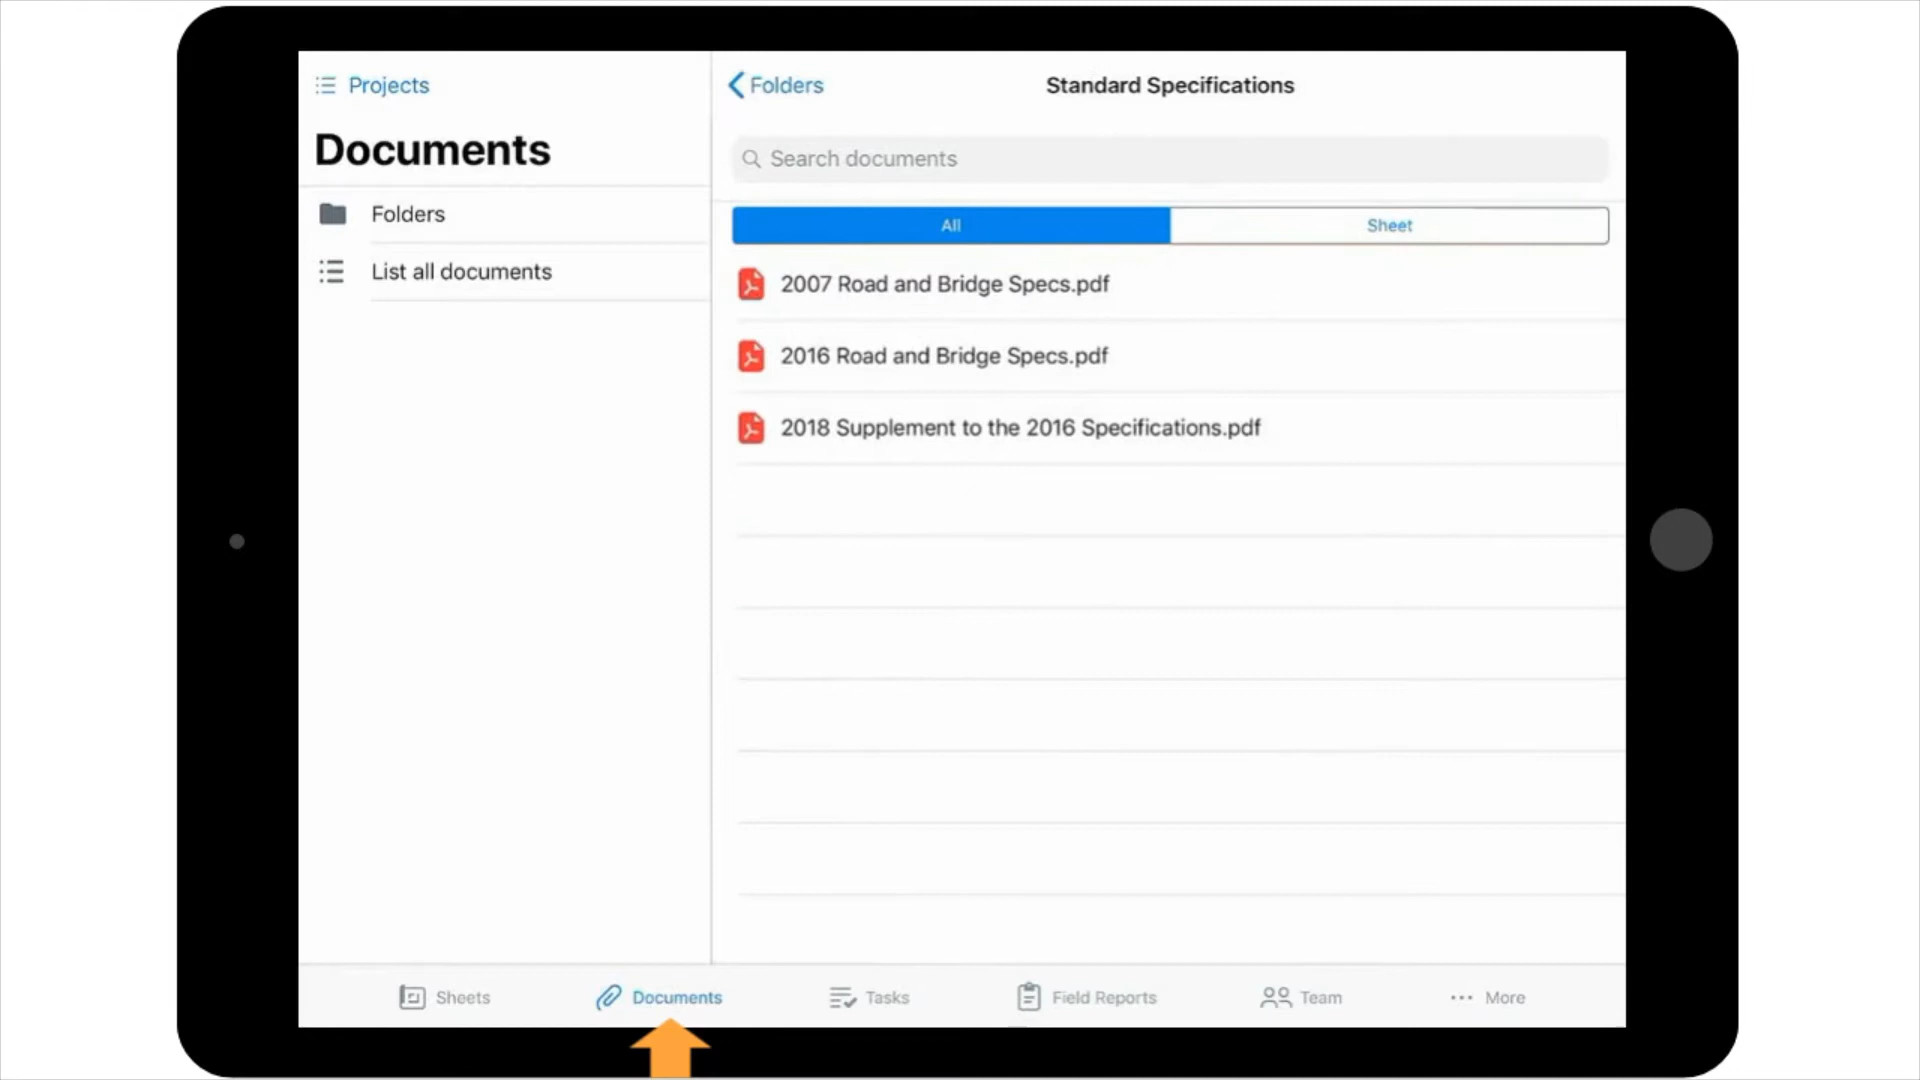 Projects
Documents
Folders
List all documents
Folders
Standard Specifications
Search documents
All
Sheet
2007 Road and Bridge Specs.pdf
2016 Road and Bridge Specs.pdf
2018 Supplement to the 2016 Specifications.pdf
Sheets
Documents
Tasks
Field Reports
Team
More